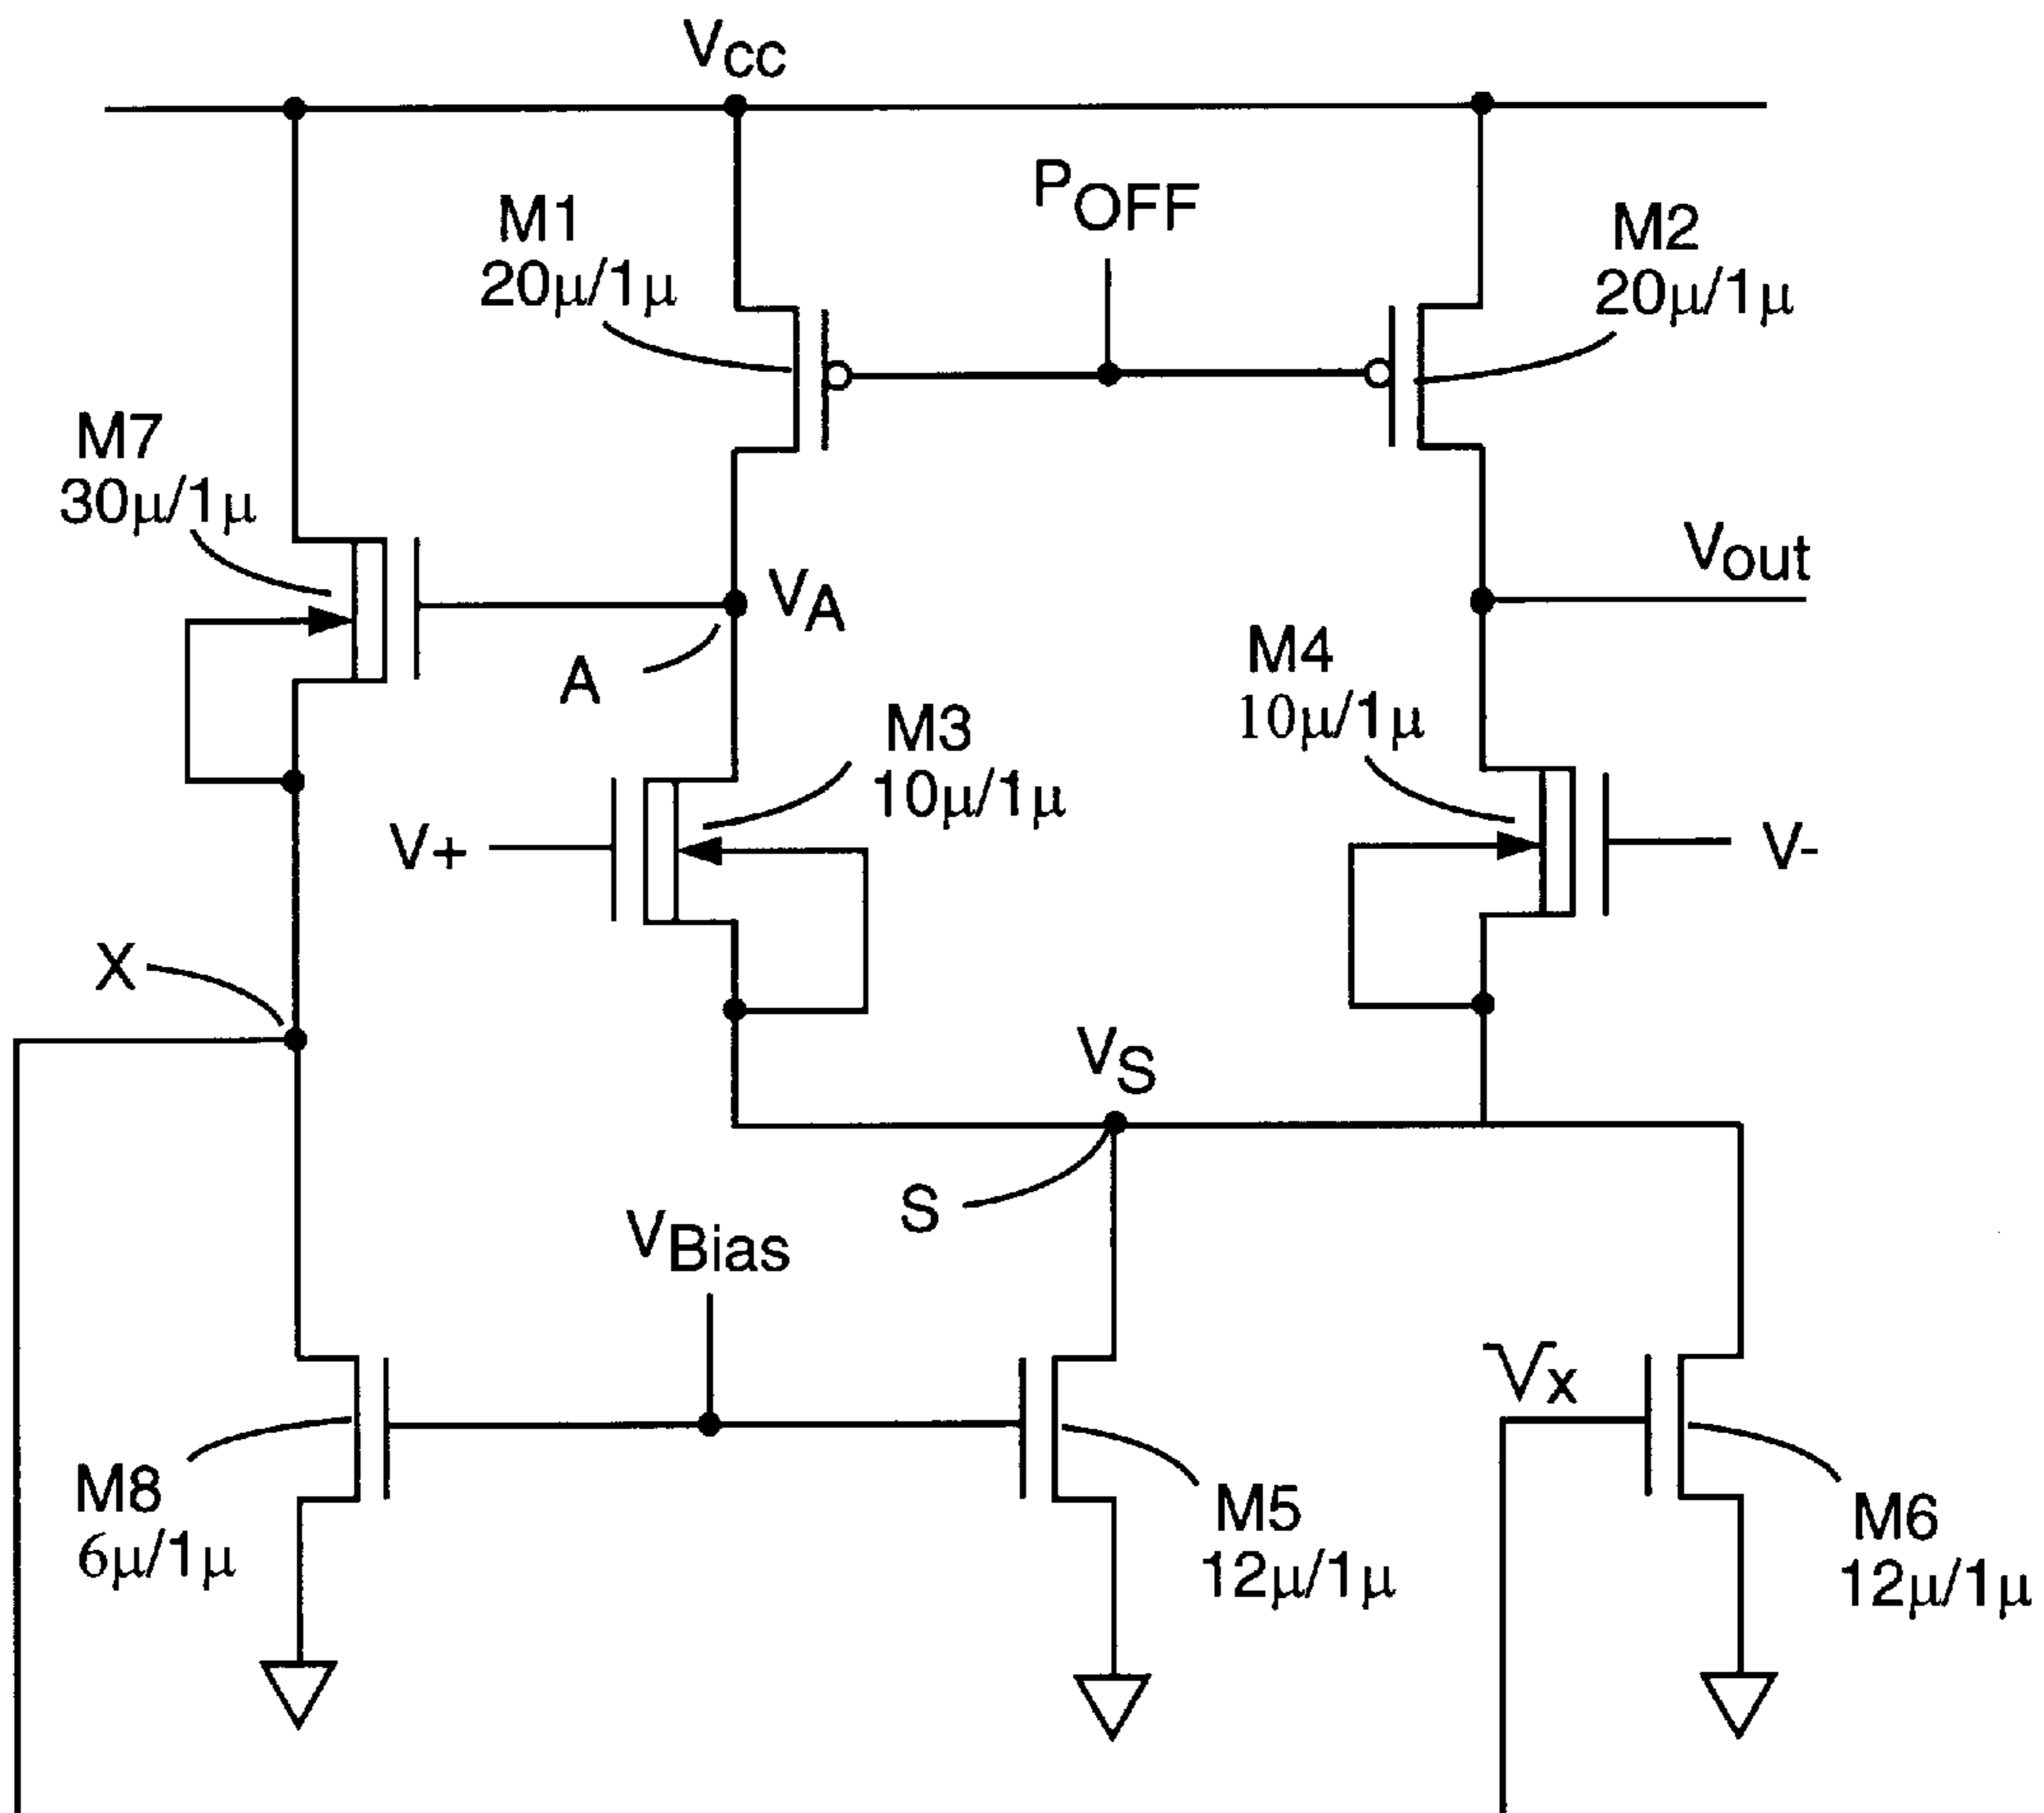 Vcc
POFF
M1
20μ/1μ
M2
20μ/1μ
M7
30μ/1μ
VA
A
Vout
M3
10μ/1μ
M4
10μ/1μ
V+
V-
X
VS
S
VBias
Vx
M8
6μ/1μ
M5
12μ/1μ
M6
12μ/1μ